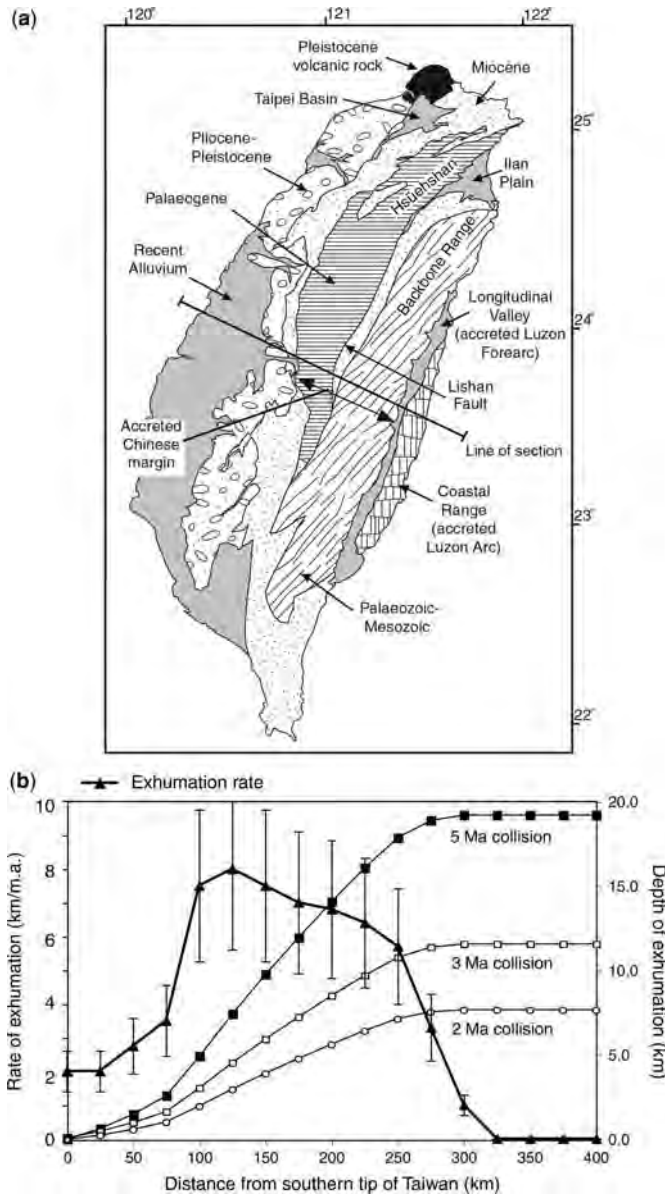 (a)
120°
121°
122°
Pleistocene
volcanic rock
Miocene
Taipei Basin
25°
Pliocene-
Pleistocene
Ilan
Plain
Hsüehshan
Palaeogene
Backbone Range
Recent
Alluvium
Longitudinal
Valley
(accreted Luzon
Forearc)
24°
Lishan
Fault
Accreted
Chinese
margin
Line of section
Coastal
Range
(accreted
Luzon Arc)
23°
Palaeozoic-
Mesozoic
22°
(b)
Exhumation rate
10
20.0
5 Ma collision
8
15.0
6
3 Ma collision
10.0
4
2 Ma collision
5.0
2
0
0.0
Rate of exhumation (km/m.a.)
Depth of exhumation (km)
0 50 100 150 200 250 300 350 400
Distance from southern tip of Taiwan (km)